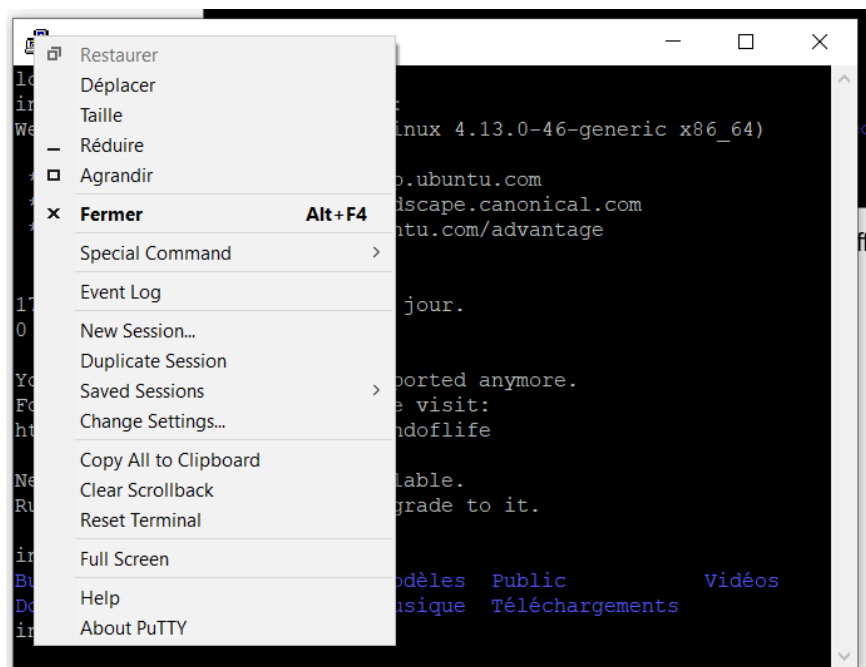 Restaurer
Déplacer
Taille
Réduire
Agrandir
Fermer Alt+F4
Special Command
Event Log
New Session...
Duplicate Session
Saved Sessions
Change Settings...
Copy All to Clipboard
Clear Scrollback
Reset Terminal
Full Screen
Help
About PuTTY
:
inux 4.13.0-46-generic x86_64)
p.ubuntu.com
dscape.canonical.com
ntu.com/advantage
17 jour.
0
ported anymore.
e visit:
ndoflife
lable.
grade to it.
odèles Public Vidéos
usique Téléchargements